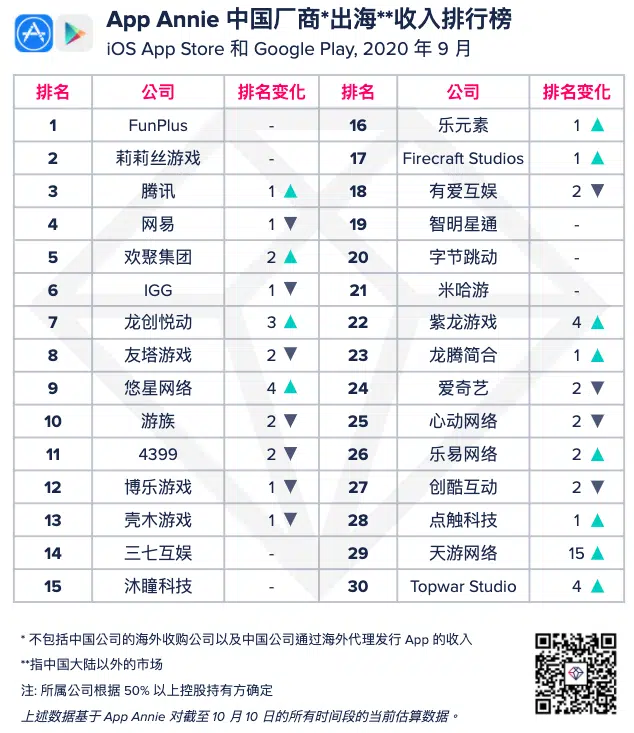 App Annie 中国厂商*出海**收入排行榜
iOS App Store 和 Google Play, 2020 年 9 月
排名 公司 排名变化 排名 公司 排名变化
1 FunPlus - 16 乐元素 1 ▲
2 莉莉丝游戏 - 17 Firecraft Studios 1 ▲
3 腾讯 1 ▲ 18 有爱互娱 2 ▼
4 网易 1 ▼ 19 智明星通 -
5 欢聚集团 2 ▲ 20 字节跳动 -
6 IGG 1 ▼ 21 米哈游 -
7 龙创悦动 3 ▲ 22 紫龙游戏 4 ▲
8 友塔游戏 2 ▼ 23 龙腾简合 1 ▲
9 悠星网络 4 ▲ 24 爱奇艺 2 ▼
10 游族 2 ▼ 25 心动网络 2 ▼
11 4399 2 ▼ 26 乐易网络 2 ▲
12 博乐游戏 1 ▼ 27 创酷互动 2 ▼
13 壳木游戏 1 ▼ 28 点触科技 1 ▲
14 三七互娱 - 29 天游网络 15 ▲
15 沐瞳科技 - 30 Topwar Studio 4 ▲
* 不包括中国公司的海外收购公司以及中国公司通过海外代理发行 App 的收入
**指中国大陆以外的市场
注: 所属公司根据 50% 以上控股持有方确定
上述数据基于 App Annie 对截至 10 月 10 日的所有时间段的当前估算数据。